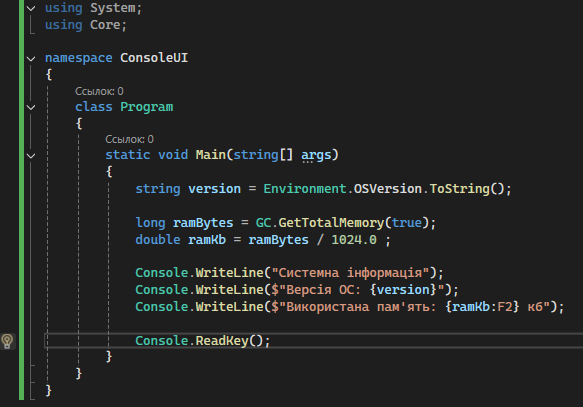 using System;
using Core;
namespace ConsoleUI
{
Ссылок: 0
class Program
{
Ссылок: 0
static void Main(string[] args)
{
string version = Environment.OSVersion.ToString();
long ramBytes = GC.GetTotalMemory(true);
double ramKb = ramBytes / 1024.0 ;
Console.WriteLine("Системна інформація");
Console.WriteLine($"Версія ОС: {version}");
Console.WriteLine($"Використана пам'ять: {ramKb:F2} кб");
Console.ReadKey();
}
}
}